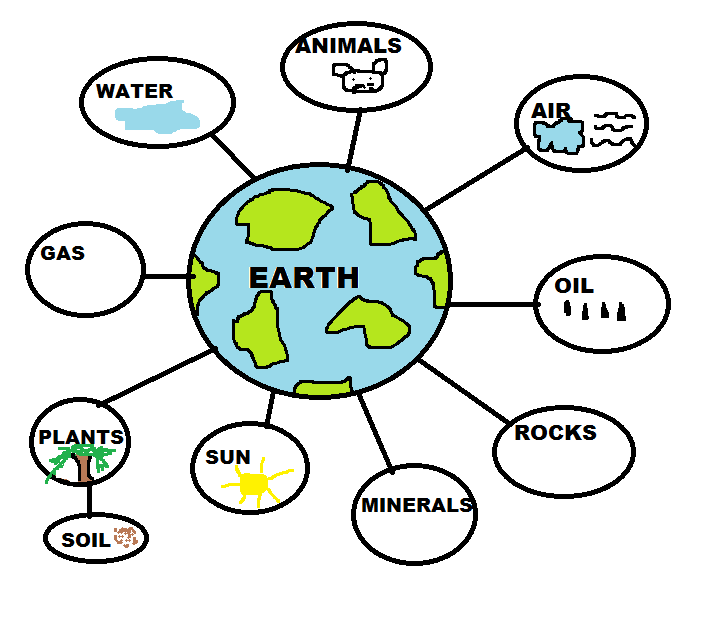 ANIMALS
WATER
AIR
GAS
EARTH
OIL
PLANTS
SUN
ROCKS
MINERALS
SOIL